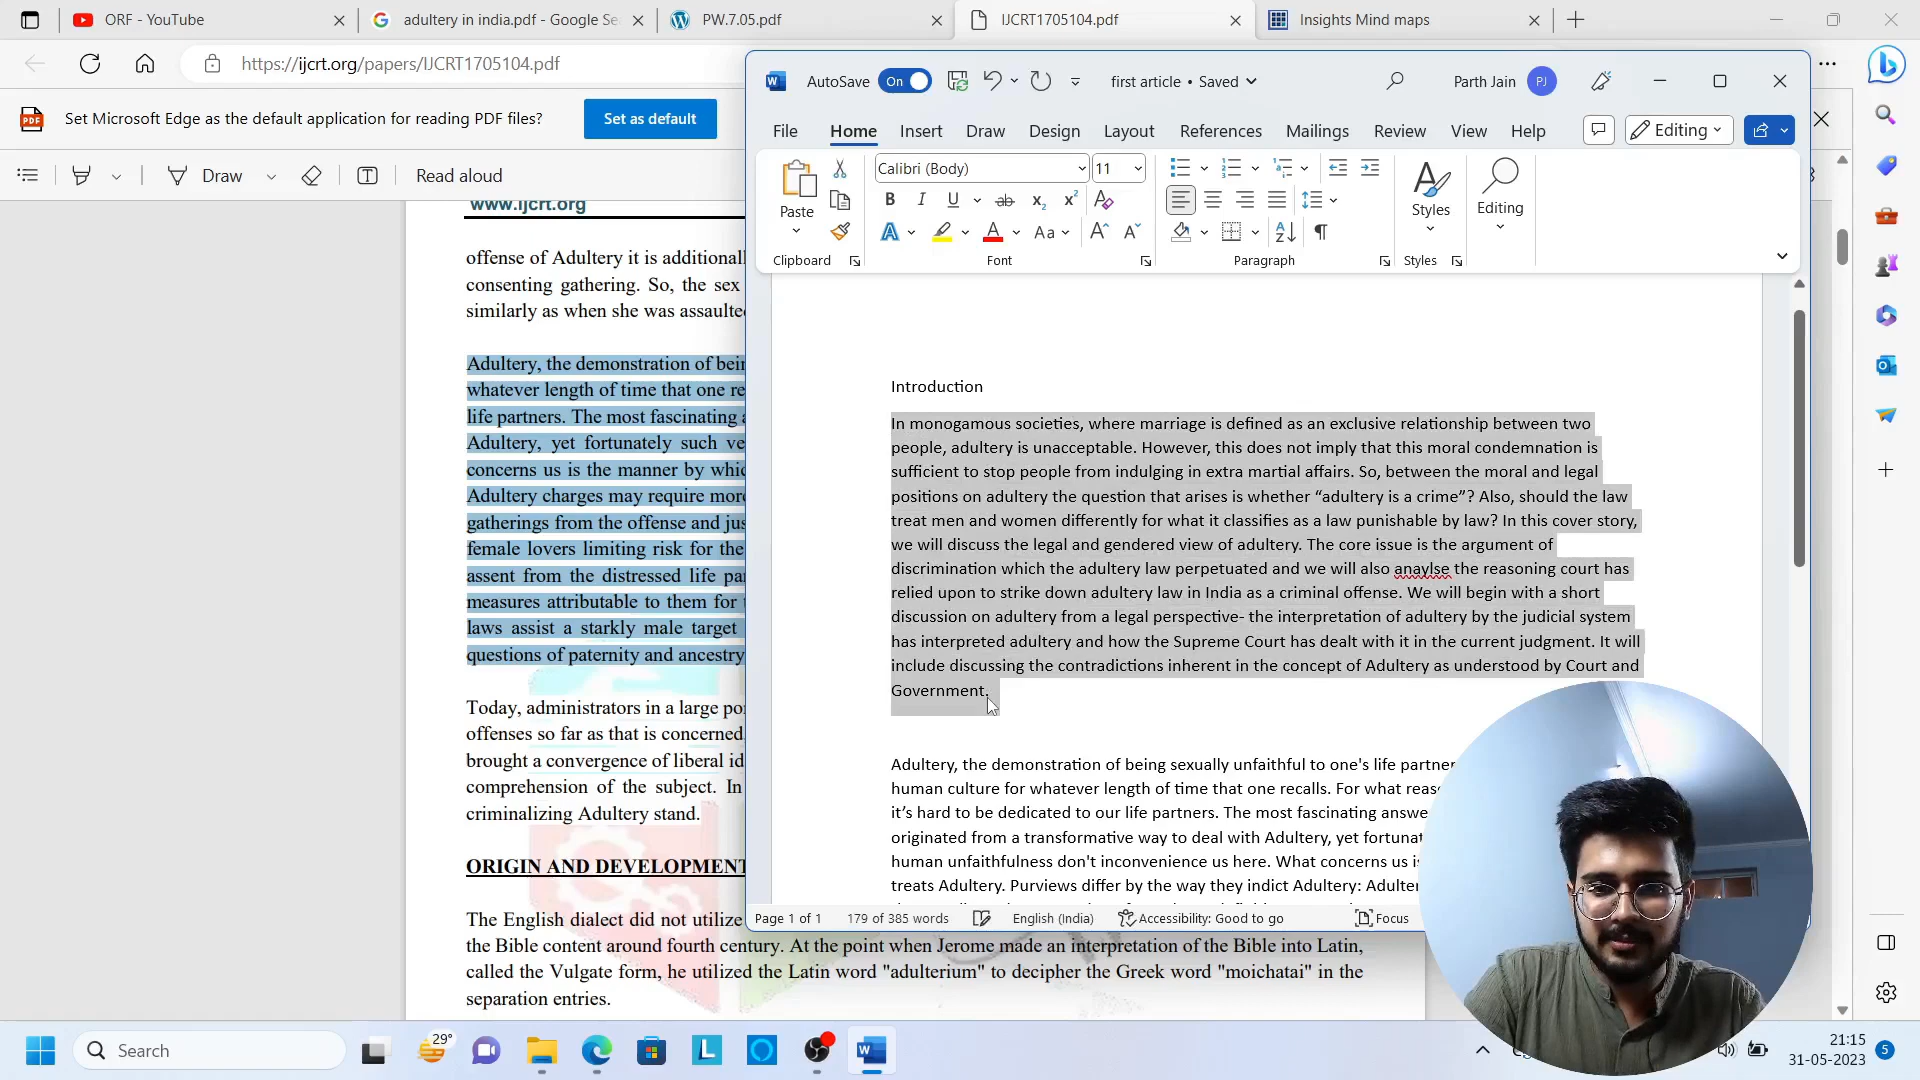 ORF - YouTube
adultery in india.pdf - Google Se
PW.7.05.pdf
IJCRT1705104.pdf
Insights Mind maps
https://ijcrt.org/papers/IJCRT1705104.pdf
Set Microsoft Edge as the default application for reading PDF files?
Set as default
Draw
Read aloud
www.ijcrt.org
offense of Adultery it is additionall
consenting gathering. So, the sex
similarly as when she was assaulte
Adultery, the demonstration of bein
whatever length of time that one re
life partners. The most fascinating a
Adultery, yet fortunately such ve
concerns us is the manner by whic
Adultery charges may require more
gatherings from the offense and jus
female lovers limiting risk for the
assent from the distressed life par
measures attributable to them for t
laws assist a starkly male target
questions of paternity and ancestry
Today, administrators in a large por
offenses so far as that is concerned,
brought a convergence of liberal id
comprehension of the subject. In
criminalizing Adultery stand.
ORIGIN AND DEVELOPMENT
The English dialect did not utilize
the Bible content around fourth century. At the point when Jerome made an interpretation of the Bible into Latin,
called the Vulgate form, he utilized the Latin word "adulterium" to decipher the Greek word "moichatai" in the
separation entries.
AutoSave On
first article • Saved
Parth Jain PJ
File Home Insert Draw Design Layout References Mailings Review View Help
Editing
Calibri (Body) 11
Paste
B I U ab x2 x2
A A Aa A A
Styles
Editing
Clipboard Font Paragraph Styles
Introduction
In monogamous societies, where marriage is defined as an exclusive relationship between two
people, adultery is unacceptable. However, this does not imply that this moral condemnation is
sufficient to stop people from indulging in extra martial affairs. So, between the moral and legal
positions on adultery the question that arises is whether “adultery is a crime”? Also, should the law
treat men and women differently for what it classifies as a law punishable by law? In this cover story,
we will discuss the legal and gendered view of adultery. The core issue is the argument of
discrimination which the adultery law perpetuated and we will also anaylse the reasoning court has
relied upon to strike down adultery law in India as a criminal offense. We will begin with a short
discussion on adultery from a legal perspective- the interpretation of adultery by the judicial system
has interpreted adultery and how the Supreme Court has dealt with it in the current judgment. It will
include discussing the contradictions inherent in the concept of Adultery as understood by Court and
Government.
Adultery, the demonstration of being sexually unfaithful to one's life partner
human culture for whatever length of time that one recalls. For what reas
it’s hard to be dedicated to our life partners. The most fascinating answe
originated from a transformative way to deal with Adultery, yet fortunat
human unfaithfulness don't inconvenience us here. What concerns us is
treats Adultery. Purviews differ by the way they indict Adultery: Adulter
Page 1 of 1
179 of 385 words
English (India)
Accessibility: Good to go
Focus
Search
29°
21:15
31-05-2023
5